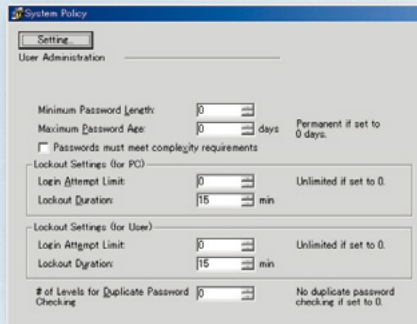 System Policy
Setting...
User Administration
Minimum Password Length: 0
Maximum Password Age: 0 days Permanent if set to
0 days.
Passwords must meet complexity requirements
Lockout Settings (for PC)
Login Attempt Limit: 0 Unlimited if set to 0.
Lockout Duration: 15 min
Lockout Settings (for User)
Login Attempt Limit: 0 Unlimited if set to 0.
Lockout Duration: 15 min
# of Levels for Duplicate Password 0 No duplicate password
Checking checking if set to 0.